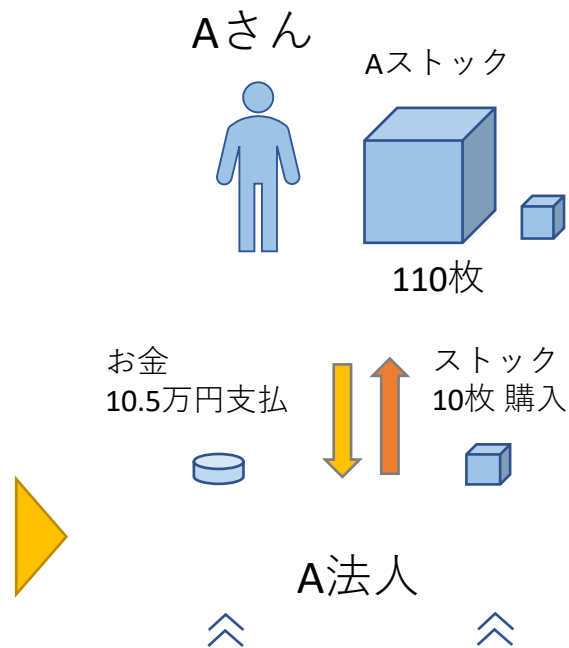 Aさん
Aストック
110枚
お金
10.5万円支払
ストック
10枚 購入
A法人